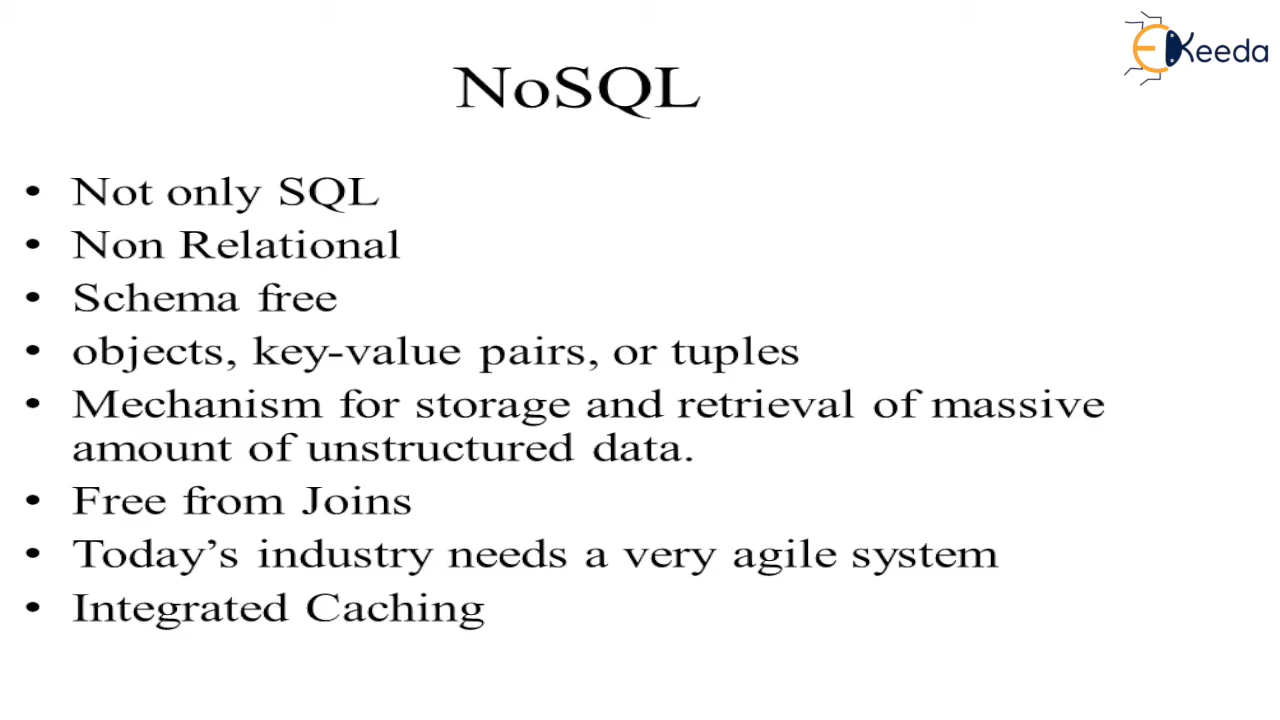 EKeeda
NoSQL
• Not only SQL
• Non Relational
• Schema free
• objects, key-value pairs, or tuples
• Mechanism for storage and retrieval of massive
amount of unstructured data.
• Free from Joins
• Today’s industry needs a very agile system
• Integrated Caching